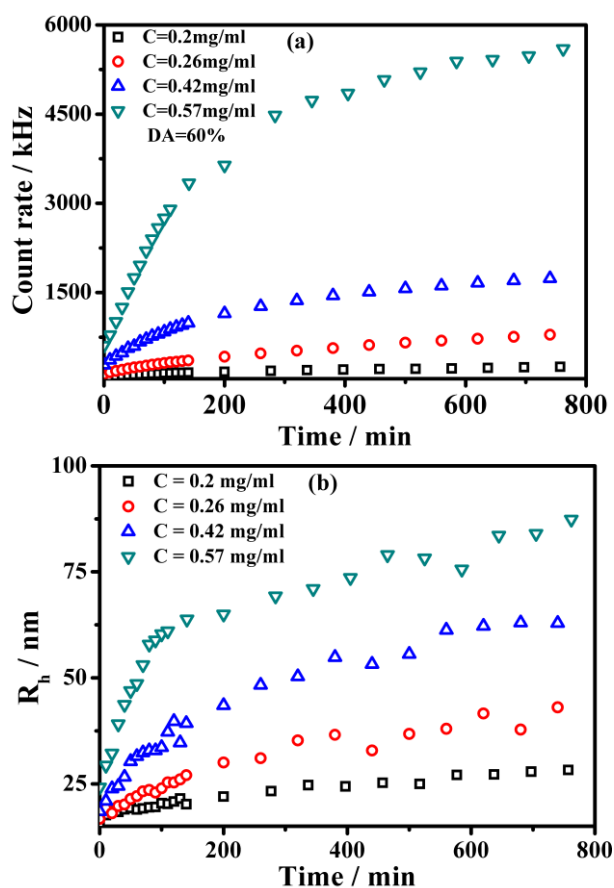 (a)
C=0.2mg/ml
C=0.26mg/ml
C=0.42mg/ml
C=0.57mg/ml
DA=60%
6000
4500
3000
1500
Count rate / kHz
0 200 400 600 800
Time / min
(b)
C = 0.2 mg/ml
C = 0.26 mg/ml
C = 0.42 mg/ml
C = 0.57 mg/ml
100
75
50
25
R_h / nm
0 200 400 600 800
Time / min